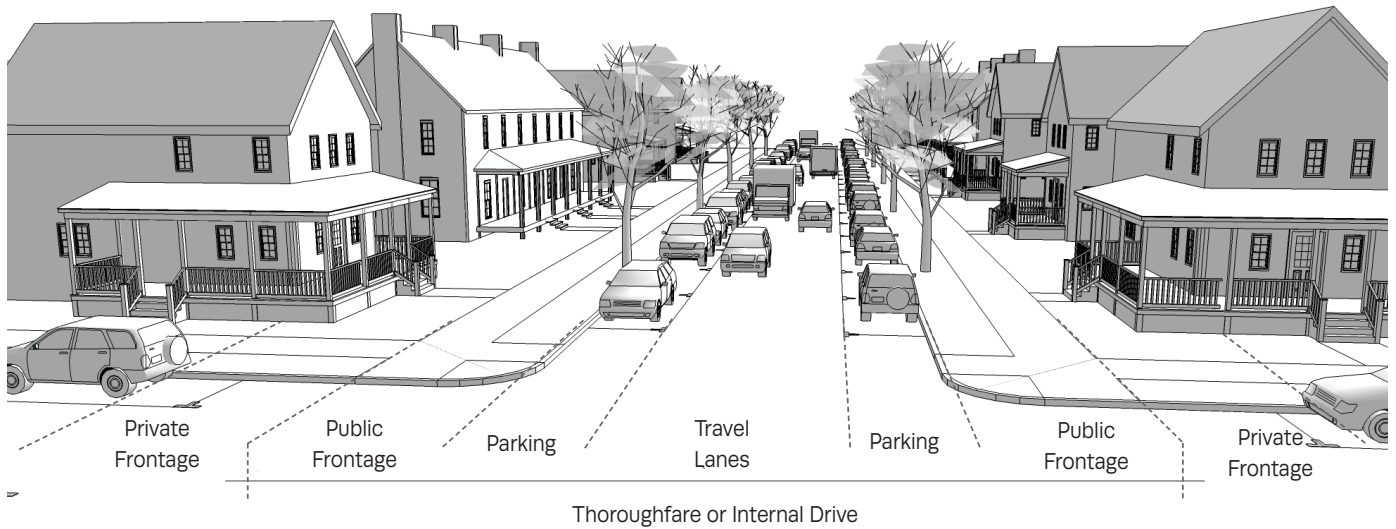 Private
Frontage
Public
Frontage
Parking
Travel
Lanes
Parking
Public
Frontage
Private
Frontage
Thoroughfare or Internal Drive